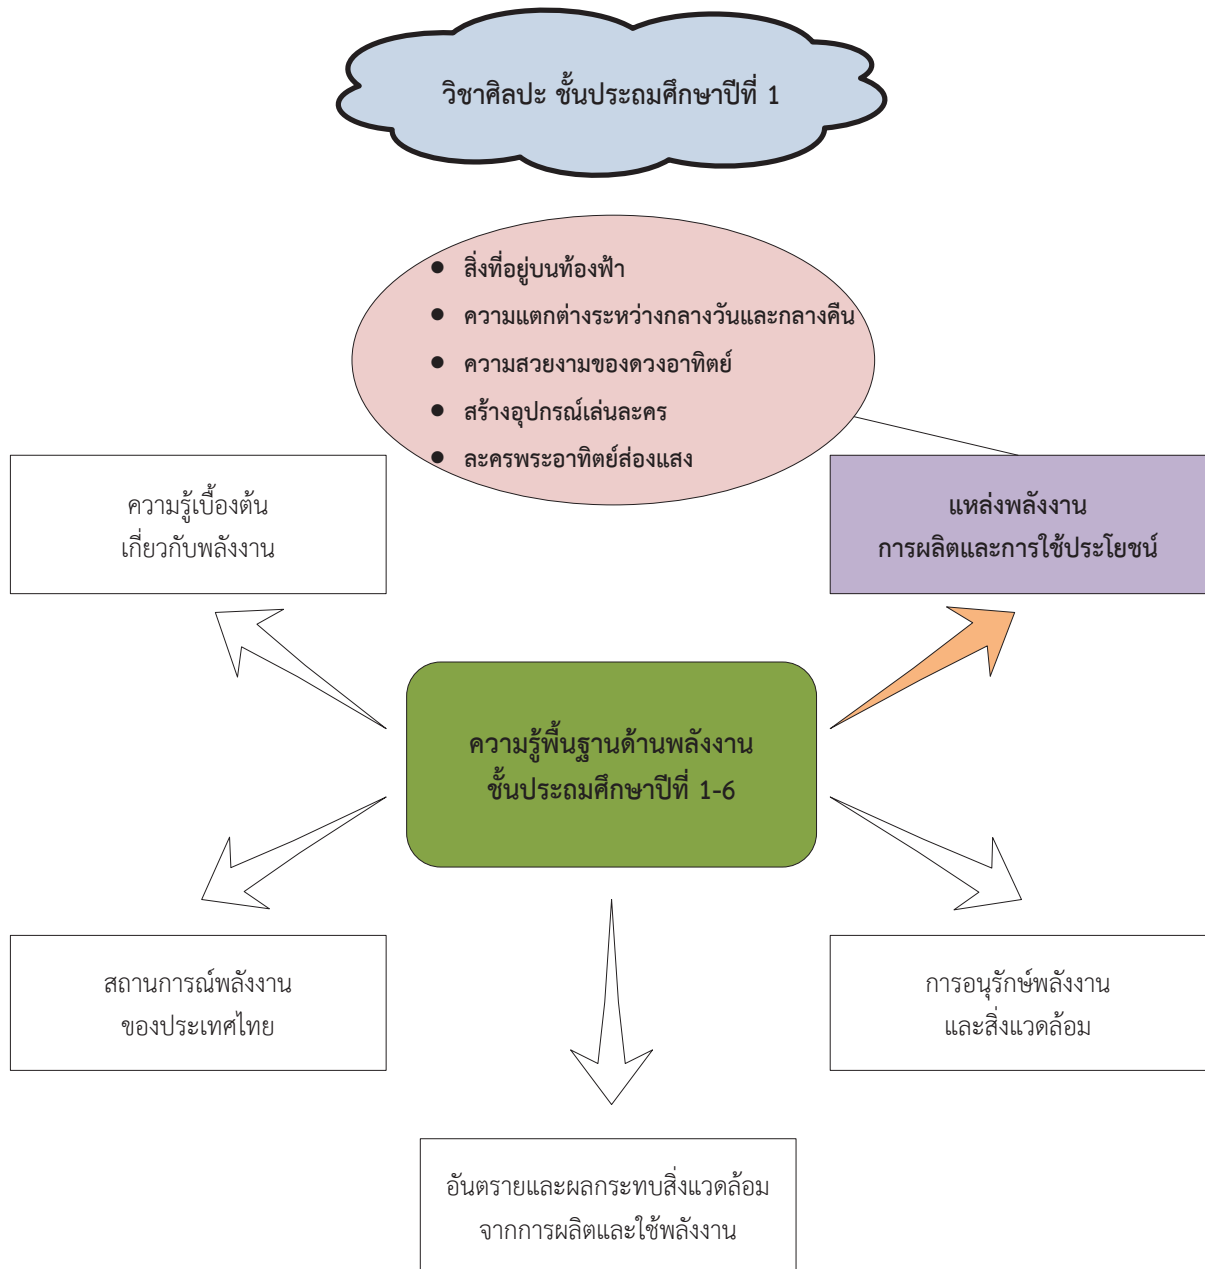 วิชาศิลปะ ชั้นประถมศึกษาปีที่ 1
● สิ่งที่อยู่บนท้องฟ้า
● ความแตกต่างระหว่างกลางวันและกลางคืน
● ความสวยงามของดวงอาทิตย์
● สร้างอุปกรณ์เล่นละคร
● ละครพระอาทิตย์ส่องแสง
ความรู้เบื้องต้น
เกี่ยวกับพลังงาน
แหล่งพลังงาน
การผลิตและการใช้ประโยชน์
ความรู้พื้นฐานด้านพลังงาน
ชั้นประถมศึกษาปีที่ 1-6
สถานการณ์พลังงาน
ของประเทศไทย
การอนุรักษ์พลังงาน
และสิ่งแวดล้อม
อันตรายและผลกระทบสิ่งแวดล้อม
จากการผลิตและใช้พลังงาน